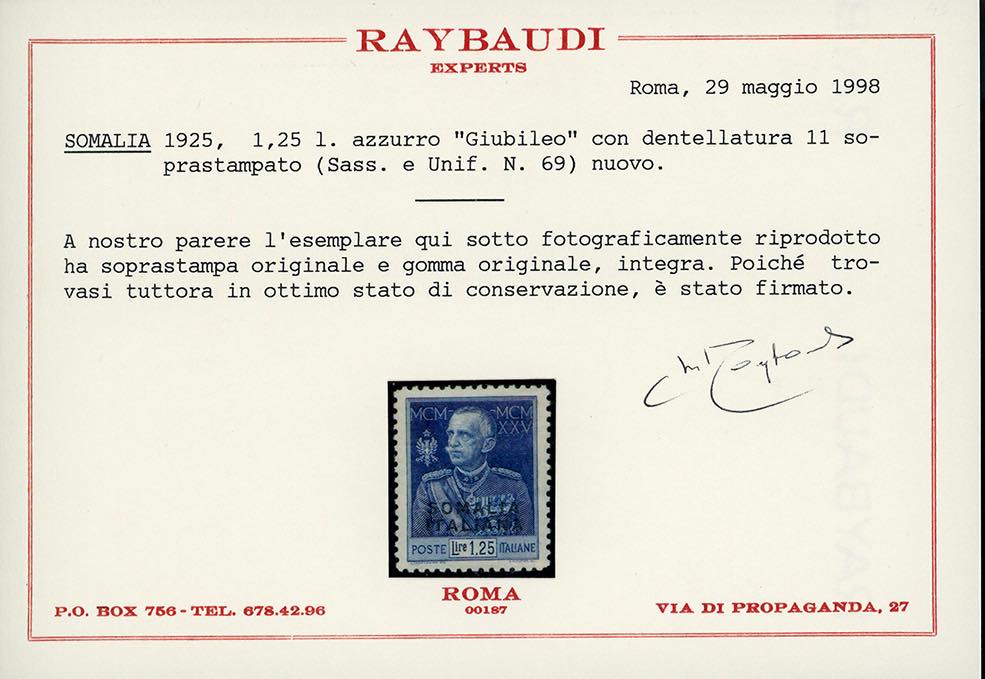 RAYBAUDI
EXPERTS
Roma, 29 maggio 1998
SOMALIA 1925, 1,25 l. azzurro "Giubileo" con dentellatura 11 so-
prastampato (Sass. e Unif. N. 69) nuovo.
A nostro parere l'esemplare qui sotto fotograficamente riprodotto
ha soprastampa originale e gomma originale, integra. Poiché tro-
vasi tuttora in ottimo stato di conservazione, è stato firmato.
MCM MCM
XXV
SOMALIA
ITALIANA
POSTE Lire 1,25 ITALIANE
ROMA
00187
P.O. BOX 756 - TEL. 678.42.96
VIA DI PROPAGANDA, 27